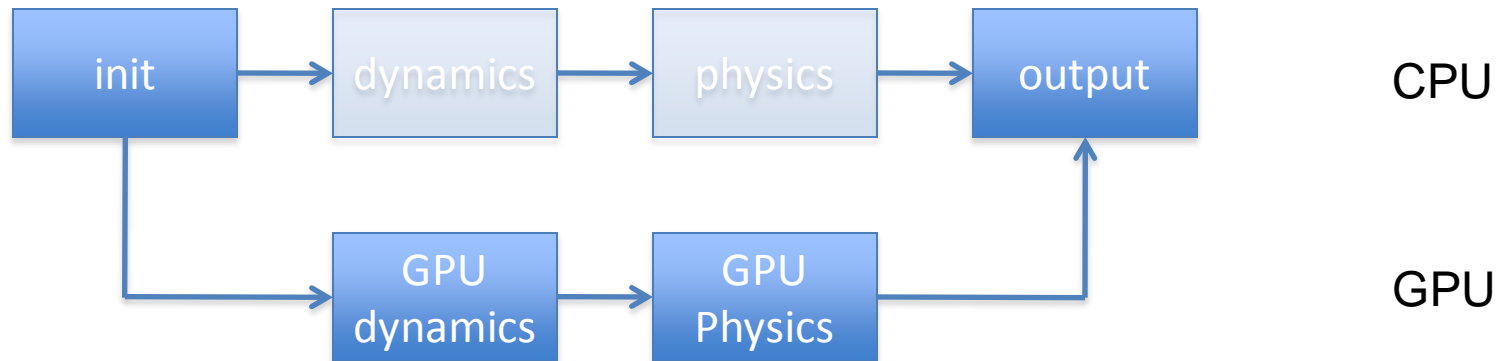 init
dynamics
physics
output
CPU
GPU
dynamics
GPU
Physics
GPU